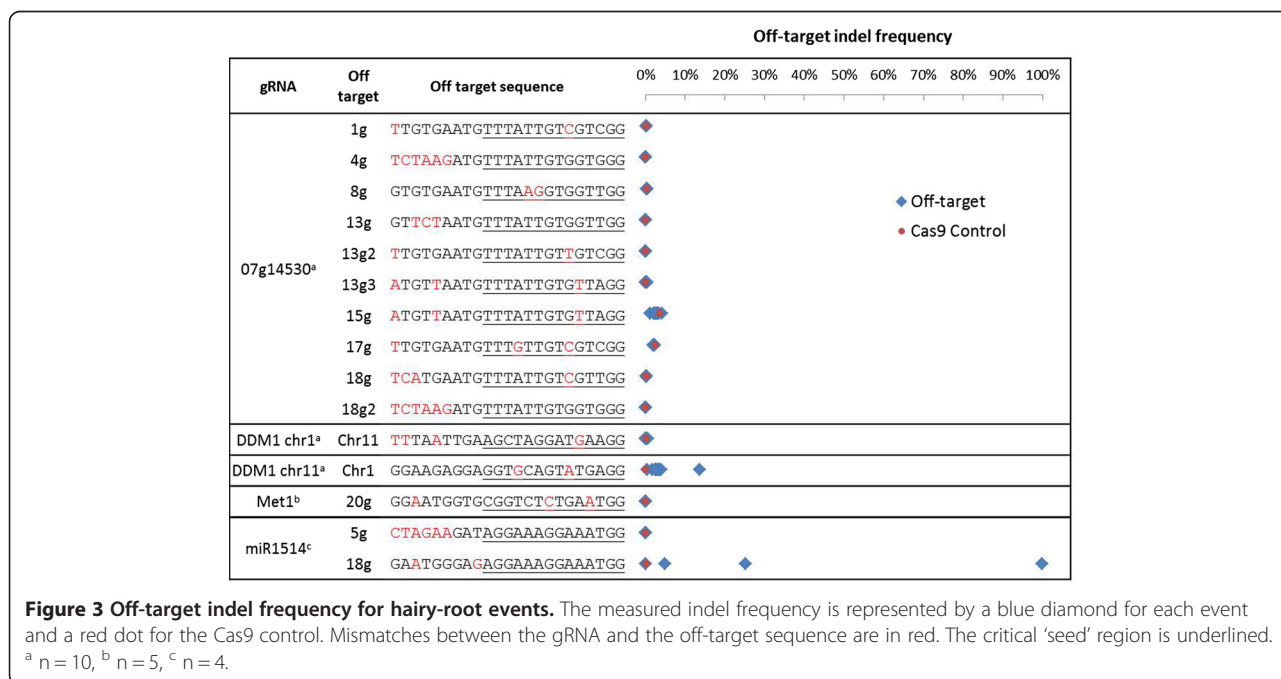 Off-target indel frequency
gRNA Off target Off target sequence 0% 10% 20% 30% 40% 50% 60% 70% 80% 90% 100%
1g TTGTGAATGTTTATTGTCGTCGG
4g TCTAAGATGTTTATTGTGGTGGG
8g GTGTGAATGTTTAAGGTGGTTGG
13g GTTCTAATGTTTATTGTGGTTGG
13g2 TTGTGAATGTTTATTGTTGTCGG
07g14530ᵃ
13g3 ATGTTAATGTTTATTGTGTTAGG
15g ATGTTAATGTTTATTGTGTTAGG
17g TTGTGAATGTTTGTTGTCGTCGG
18g TCATGAATGTTTATTGTCGTTGG
18g2 TCTAAGATGTTTATTGTGGTGGG
Off-target
Cas9 Control
DDM1 chr1ᵃ Chr11 TTTAATTGAAGCTAGGATGAAGG
DDM1 chr11ᵃ Chr1 GGAAGAGGAGGTGCAGTATGAGG
Met1ᵇ 20g GGAATGGTGCGGTCTCTGAATGG
miR1514ᶜ
5g CTAGAAGATAGGAAAGGAAATGG
18g GAATGGGAGAGGAAAGGAAATGG
Figure 3 Off-target indel frequency for hairy-root events. The measured indel frequency is represented by a blue diamond for each event
and a red dot for the Cas9 control. Mismatches between the gRNA and the off-target sequence are in red. The critical ‘seed’ region is underlined.
ᵃ n = 10, ᵇ n = 5, ᶜ n = 4.